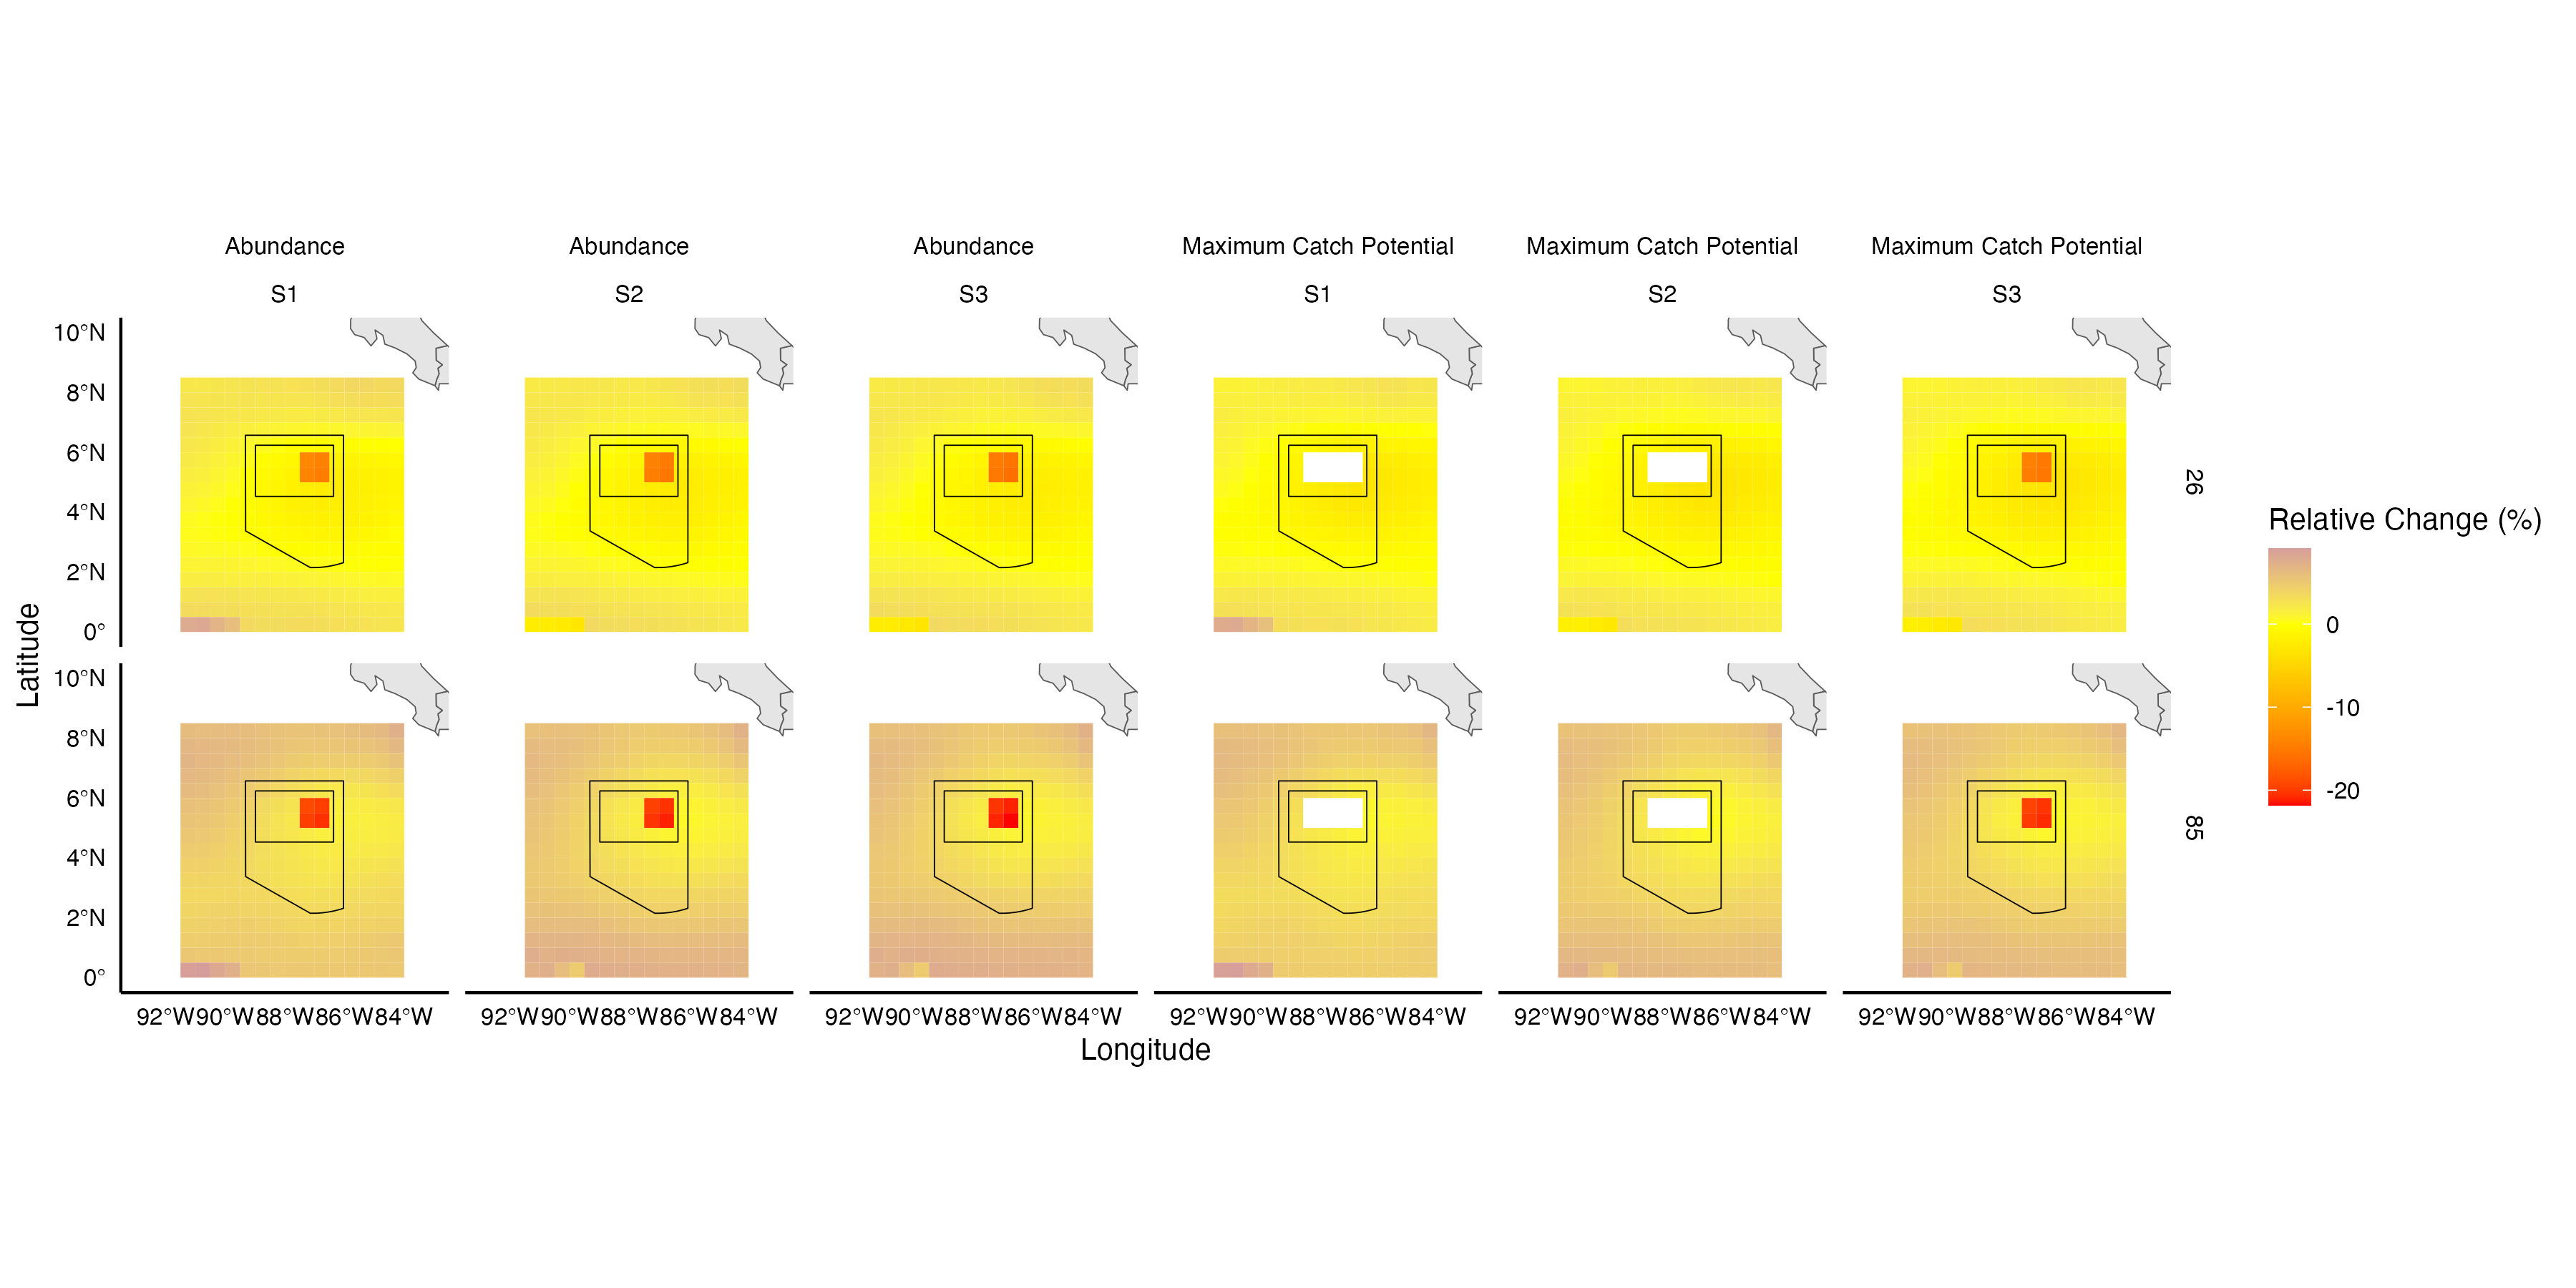 Abundance Abundance Abundance Maximum Catch Potential Maximum Catch Potential Maximum Catch Potential
S1 S2 S3 S1 S2 S3
10°N
8°N
6°N
4°N
2°N
0°
26
10°N
8°N
6°N
4°N
2°N
0°
85
Latitude
92°W90°W88°W86°W84°W 92°W90°W88°W86°W84°W 92°W90°W88°W86°W84°W 92°W90°W88°W86°W84°W 92°W90°W88°W86°W84°W 92°W90°W88°W86°W84°W
Longitude
Relative Change (%)
0
-10
-20